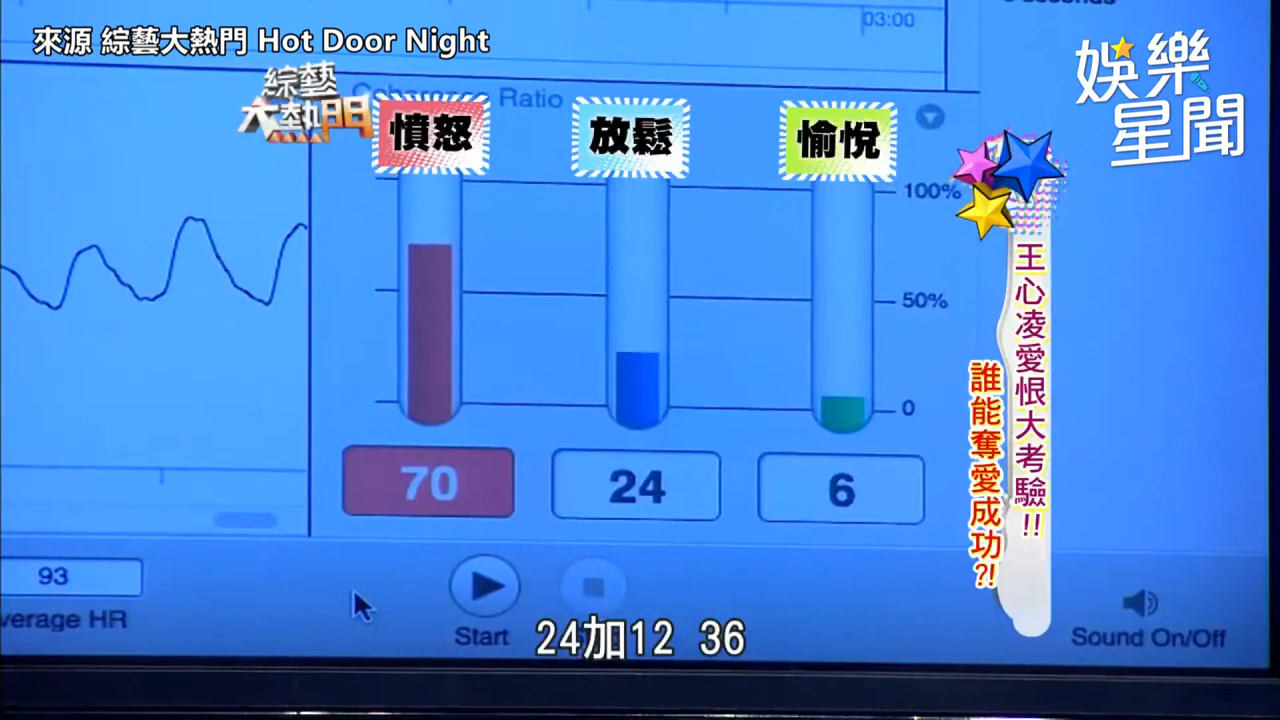 03:00
來源 綜藝大熱門 Hot Door Night
娛樂
星聞
綜藝
大熱門
Coherence Ratio
憤怒
放鬆
愉悅
100%
50%
0
王心凌愛恨大考驗!!
誰能奪愛成功?!
70
24
6
93
verage HR
Start
24加12 36
Sound On/Off